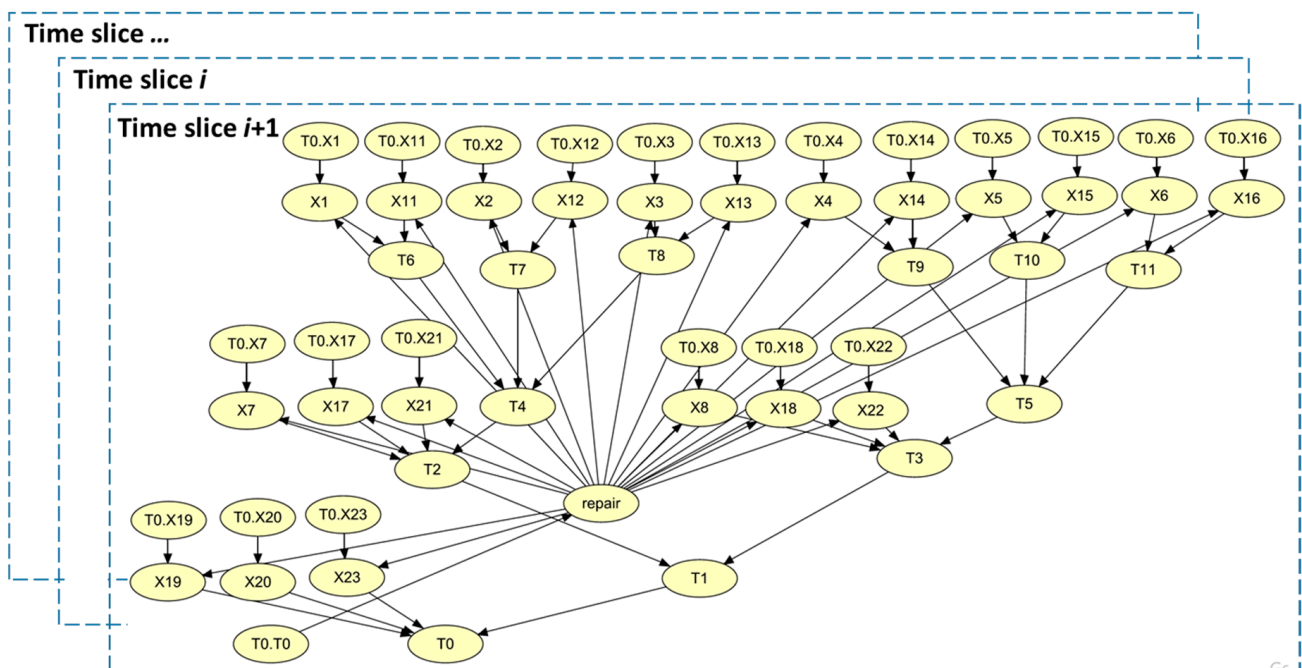 Time slice ...
Time slice i
Time slice i+1
T0.X1 T0.X11 T0.X2 T0.X12 T0.X3 T0.X13 T0.X4 T0.X14 T0.X5 T0.X15 T0.X6 T0.X16
X1 X11 X2 X12 X3 X13 X4 X14 X5 X15 X6 X16
T6 T7 T8 T9 T10 T11
T0.X7 T0.X17 T0.X21 T0.X8 T0.X18 T0.X22
X7 X17 X21 T4 X8 X18 X22 T5
T2 T3
repair
T0.X19 T0.X20 T0.X23
X19 X20 X23 T1
T0.T0 T0